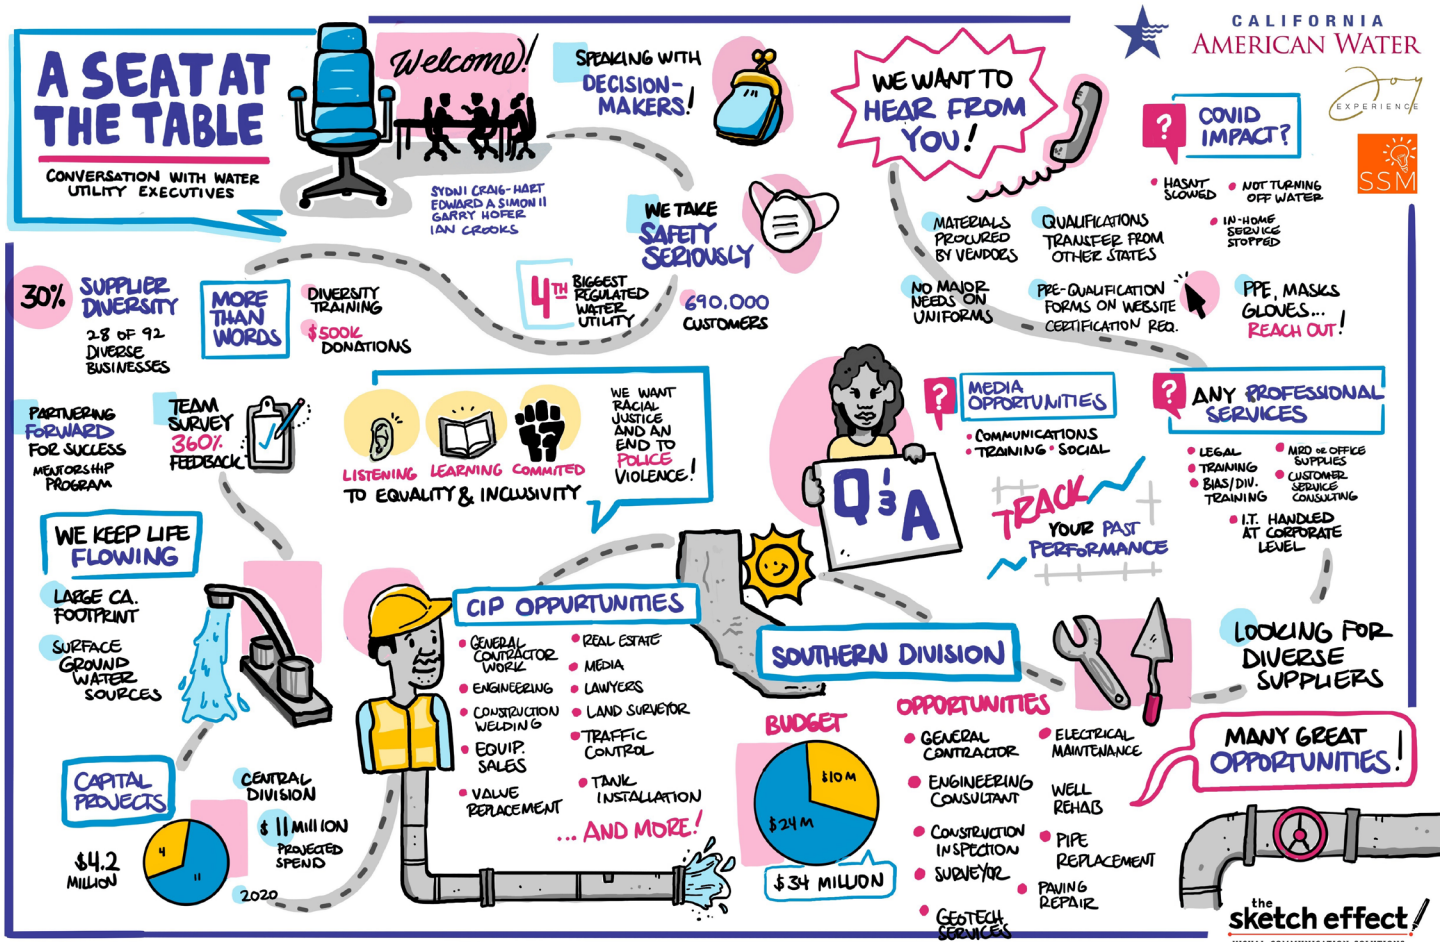 A SEAT AT
THE TABLE
CONVERSATION WITH WATER
UTILITY EXECUTIVES
Welcome!
SYDNI CRAIG-HART
EDWARD A SIMON II
GARRY HOFER
IAN CROOKS
SPEAKING WITH
DECISION-
MAKERS!
WE TAKE
SAFETY
SERIOUSLY
4TH
BIGGEST
REGULATED
WATER
UTILITY
690,000
CUSTOMERS
30%
SUPPLIER
DIVERSITY
28 OF 92
DIVERSE
BUSINESSES
MORE
THAN
WORDS
DIVERSITY
TRAINING
$500K
DONATIONS
PARTNERING
FORWARD
FOR SUCCESS
MENTORSHIP
PROGRAM
TEAM
SURVEY
360%
FEEDBACK
LISTENING
LEARNING
COMMITED
TO EQUALITY & INCLUSIVITY
WE WANT
RACIAL
JUSTICE
AND AN
END TO
POLICE
VIOLENCE!
WE KEEP LIFE
FLOWING
LARGE CA.
FOOTPRINT
SURFACE
GROUND
WATER
SOURCES
CAPITAL
PROJECTS
$4.2
MILLION
4
11
CENTRAL
DIVISION
$11 MILLION
PROJECTED
SPEND
2020
CIP OPPURTUNITIES
GENERAL
CONTRACTOR
WORK
ENGINEERING
CONSTRUCTION
WELDING
EQUIP.
SALES
VALVE
REPLACEMENT
REAL ESTATE
MEDIA
LAWYERS
LAND SURVEYOR
TRAFFIC
CONTROL
TANK
INSTALLATION
...AND MORE!
WE WANT TO
HEAR FROM
YOU!
MATERIALS
PROCURED
BY VENDORS
QUALIFICATIONS
TRANSFER FROM
OTHER STATES
NO MAJOR
NEEDS ON
UNIFORMS
PRE-QUALIFICATION
FORMS ON WEBSITE
CERTIFICATION REQ.
CALIFORNIA
AMERICAN WATER
Joy
EXPERIENCE
SSM
?
COVID
IMPACT?
HASNT
SLOWED
NOT TURNING
OFF WATER
IN-HOME
SERVICE
STOPPED
PPE, MASKS
GLOVES...
REACH OUT!
Q & A
?
MEDIA
OPPORTUNITIES
COMMUNICATIONS
TRAINING • SOCIAL
TRACK
YOUR PAST
PERFORMANCE
?
ANY PROFESSIONAL
SERVICES
LEGAL
TRAINING
BIAS/DIV.
TRAINING
MRO OR OFFICE
SUPPLIES
CUSTOMER
SERVICE
CONSULTING
I.T. HANDLED
AT CORPORATE
LEVEL
LOOKING FOR
DIVERSE
SUPPLIERS
MANY GREAT
OPPORTUNITIES!
SOUTHERN DIVISION
BUDGET
$10 M
$24 M
$34 MILLION
OPPORTUNITIES
GENERAL
CONTRACTOR
ENGINEERING
CONSULTANT
CONSTRUCTION
INSPECTION
SURVEYOR
GEOTECH
SERVICES
ELECTRICAL
MAINTENANCE
WELL
REHAB
PIPE
REPLACEMENT
PAVING
REPAIR
the
sketch effect